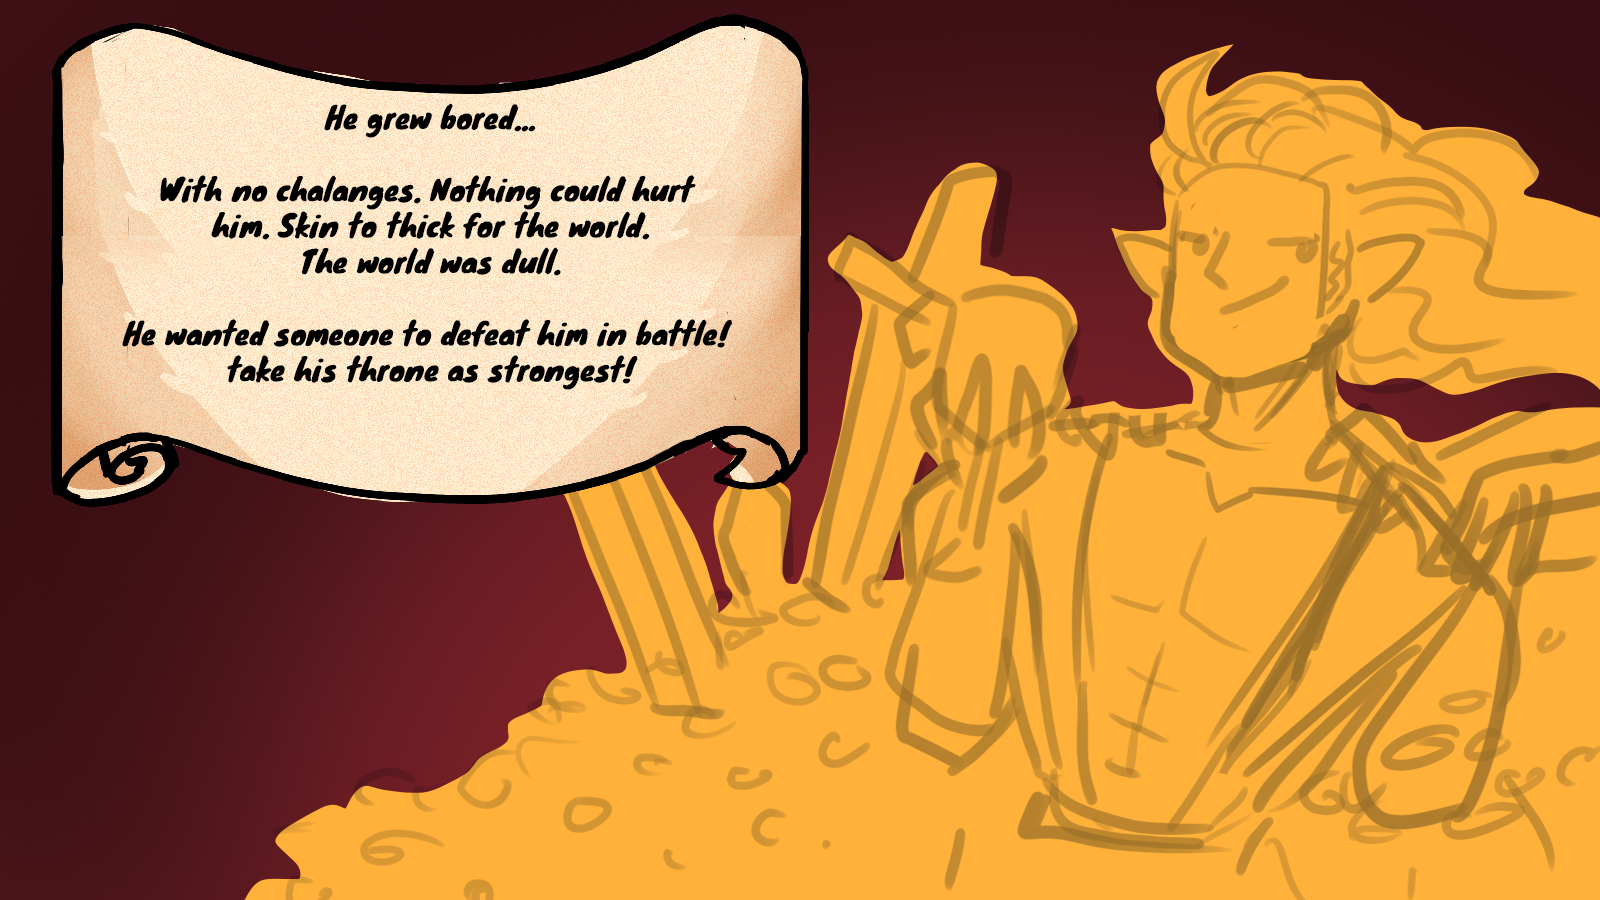 He grew bored...
With no chalanges. Nothing could hurt
him. Skin to thick for the world.
The world was dull.
He wanted someone to defeat him in battle!
take his throne as strongest!